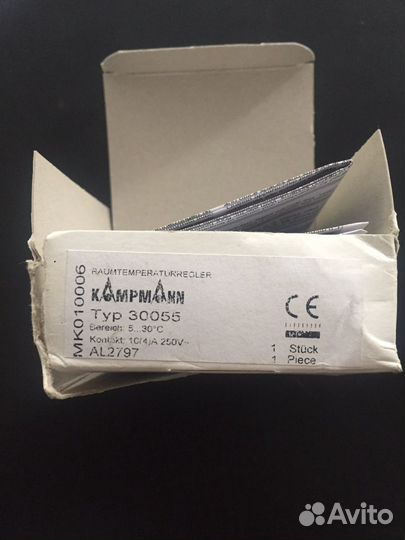 MK010006
RAUMTEMPERATURREGLER
KAMPMANN
Typ 30055
Bereich: 5...30°C
Kontakt: 10(4)A 250V~
AL2797
CE
1 Stück
1 Piece
Avito